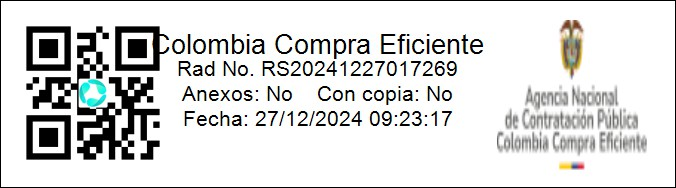 Colombia Compra Eficiente
Rad No. RS20241227017269
Anexos: No Con copia: No
Fecha: 27/12/2024 09:23:17
Agencia Nacional
de Contratación Pública
Colombia Compra Eficiente